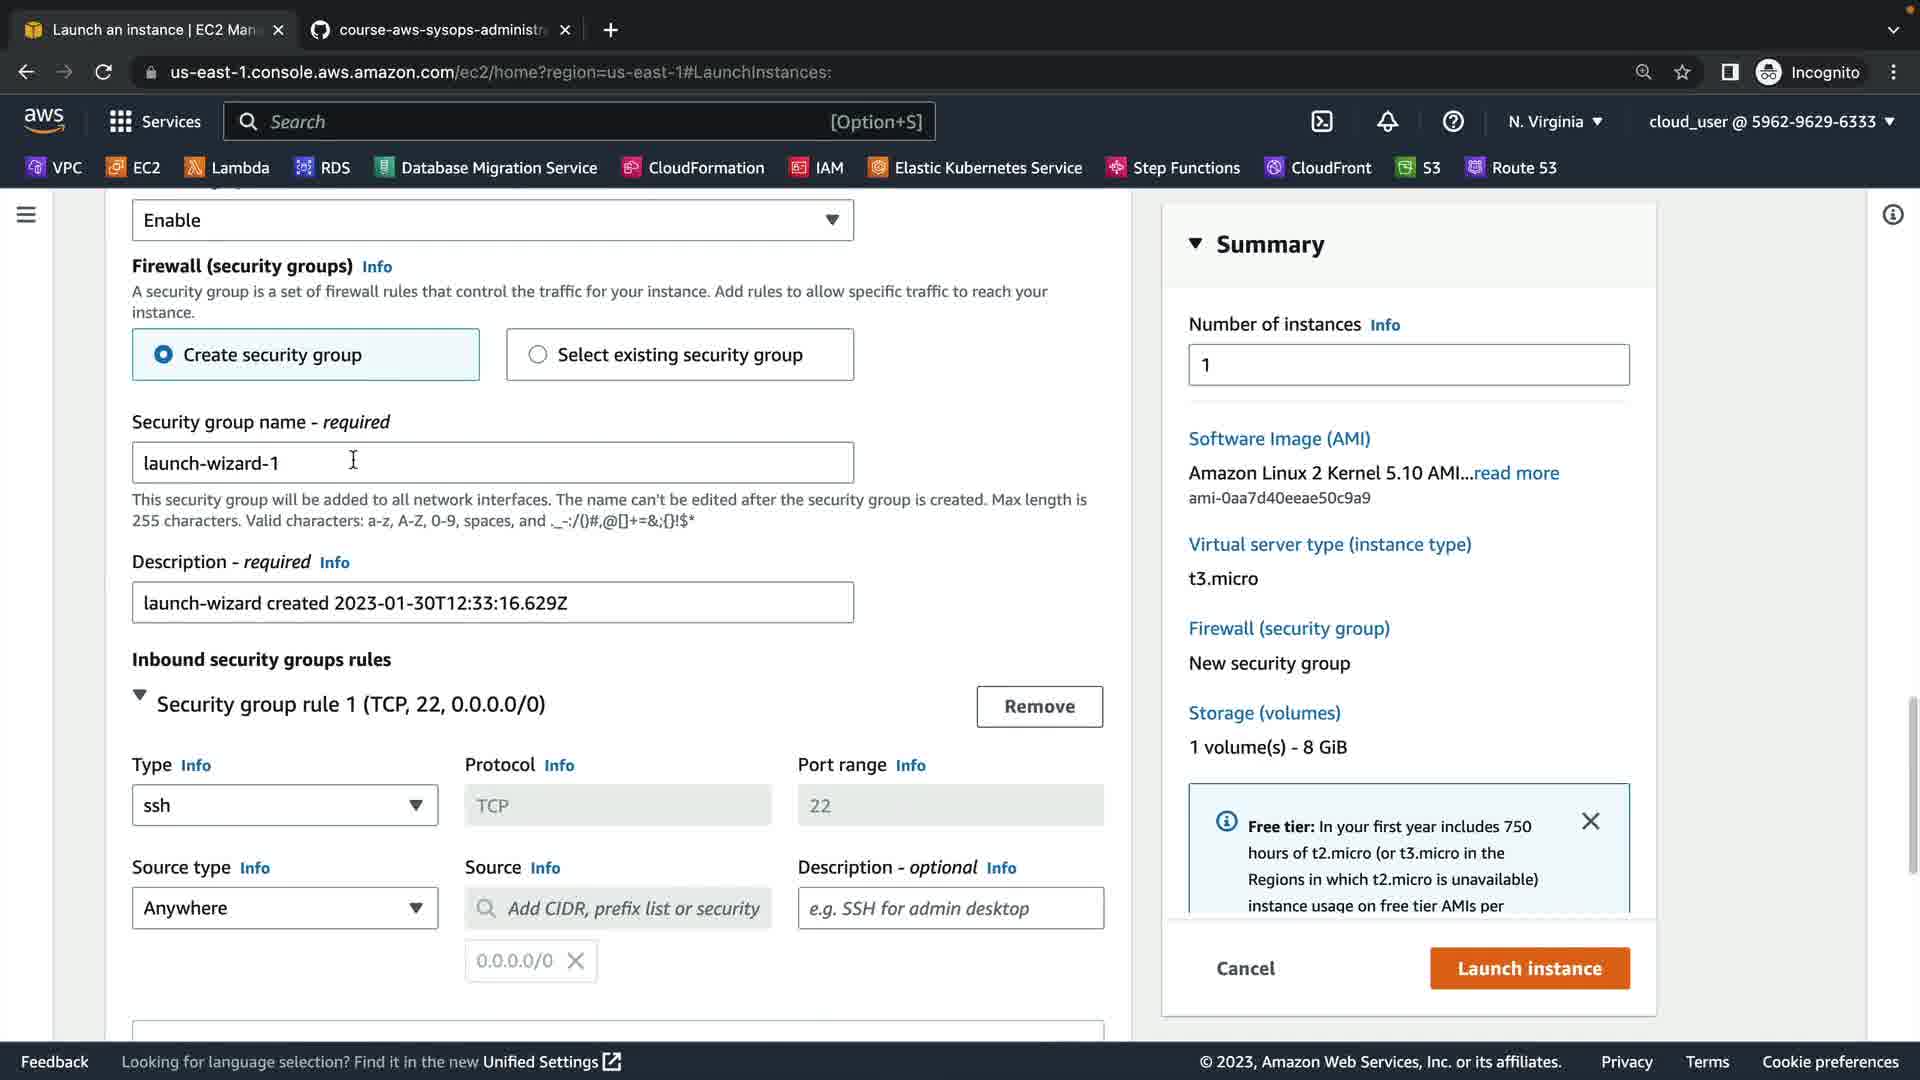 Launch an instance | EC2 Man
course-aws-sysops-administr
us-east-1.console.aws.amazon.com/ec2/home?region=us-east-1#LaunchInstances:
Incognito
aws
Services
Search
[Option+S]
N. Virginia
cloud_user @ 5962-9629-6333
VPC
EC2
Lambda
RDS
Database Migration Service
CloudFormation
IAM
Elastic Kubernetes Service
Step Functions
CloudFront
S3
Route 53
Enable
Firewall (security groups) Info
A security group is a set of firewall rules that control the traffic for your instance. Add rules to allow specific traffic to reach your
instance.
Create security group
Select existing security group
Security group name - required
launch-wizard-1
This security group will be added to all network interfaces. The name can't be edited after the security group is created. Max length is
255 characters. Valid characters: a-z, A-Z, 0-9, spaces, and ._-:/()#,@[]+=&;{}!$*
Description - required Info
launch-wizard created 2023-01-30T12:33:16.629Z
Inbound security groups rules
Security group rule 1 (TCP, 22, 0.0.0.0/0)
Remove
Type Info
Protocol Info
Port range Info
ssh
TCP
22
Source type Info
Source Info
Description - optional Info
Anywhere
Add CIDR, prefix list or security
e.g. SSH for admin desktop
0.0.0.0/0
Summary
Number of instances Info
1
Software Image (AMI)
Amazon Linux 2 Kernel 5.10 AMI...read more
ami-0aa7d40eeae50c9a9
Virtual server type (instance type)
t3.micro
Firewall (security group)
New security group
Storage (volumes)
1 volume(s) - 8 GiB
Free tier: In your first year includes 750
hours of t2.micro (or t3.micro in the
Regions in which t2.micro is unavailable)
instance usage on free tier AMIs per
Cancel
Launch instance
Feedback
Looking for language selection? Find it in the new Unified Settings
© 2023, Amazon Web Services, Inc. or its affiliates.
Privacy
Terms
Cookie preferences